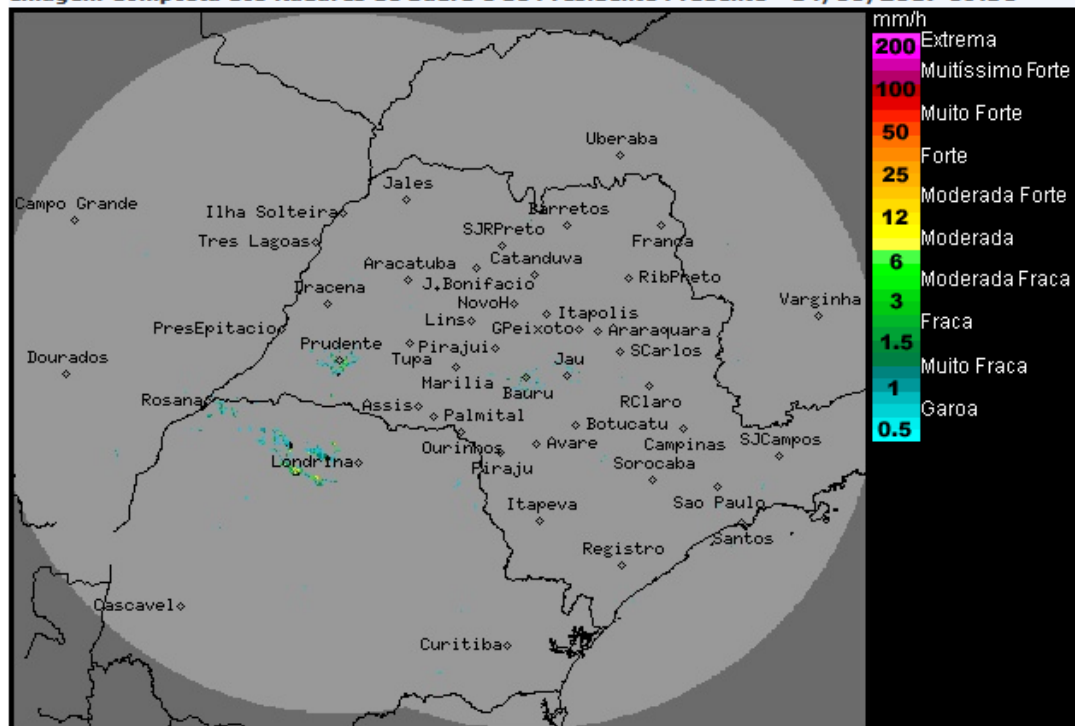 mm/h
200 Extrema
Muitíssimo Forte
100
Muito Forte
50
Forte
25
Moderada Forte
12
Moderada
6
Moderada Fraca
3
Fraca
1.5
Muito Fraca
1
Garoa
0.5
Uberaba
Jales
Campo Grande
Ilha Solteira
Barretos
Tres Lagoas
SJRPreto
Franca
Aracatuba
Catanduva
J.Bonifacio
RibPreto
Dracena
NovoH
Itapolis
Varginha
PresEpitacio
Lins
GPeixoto
Araraquara
Prudente
Tupa
Pirajui
SCarlos
Dourados
Marilia
Jau
Bauru
Rosana
Assis
Palmital
RClaro
Botucatu
Ourinhos
Avare
Campinas
SJCampos
Londrina
Piraju
Sorocaba
Itapeva
Sao Paulo
Santos
Registro
Cascavel
Curitiba